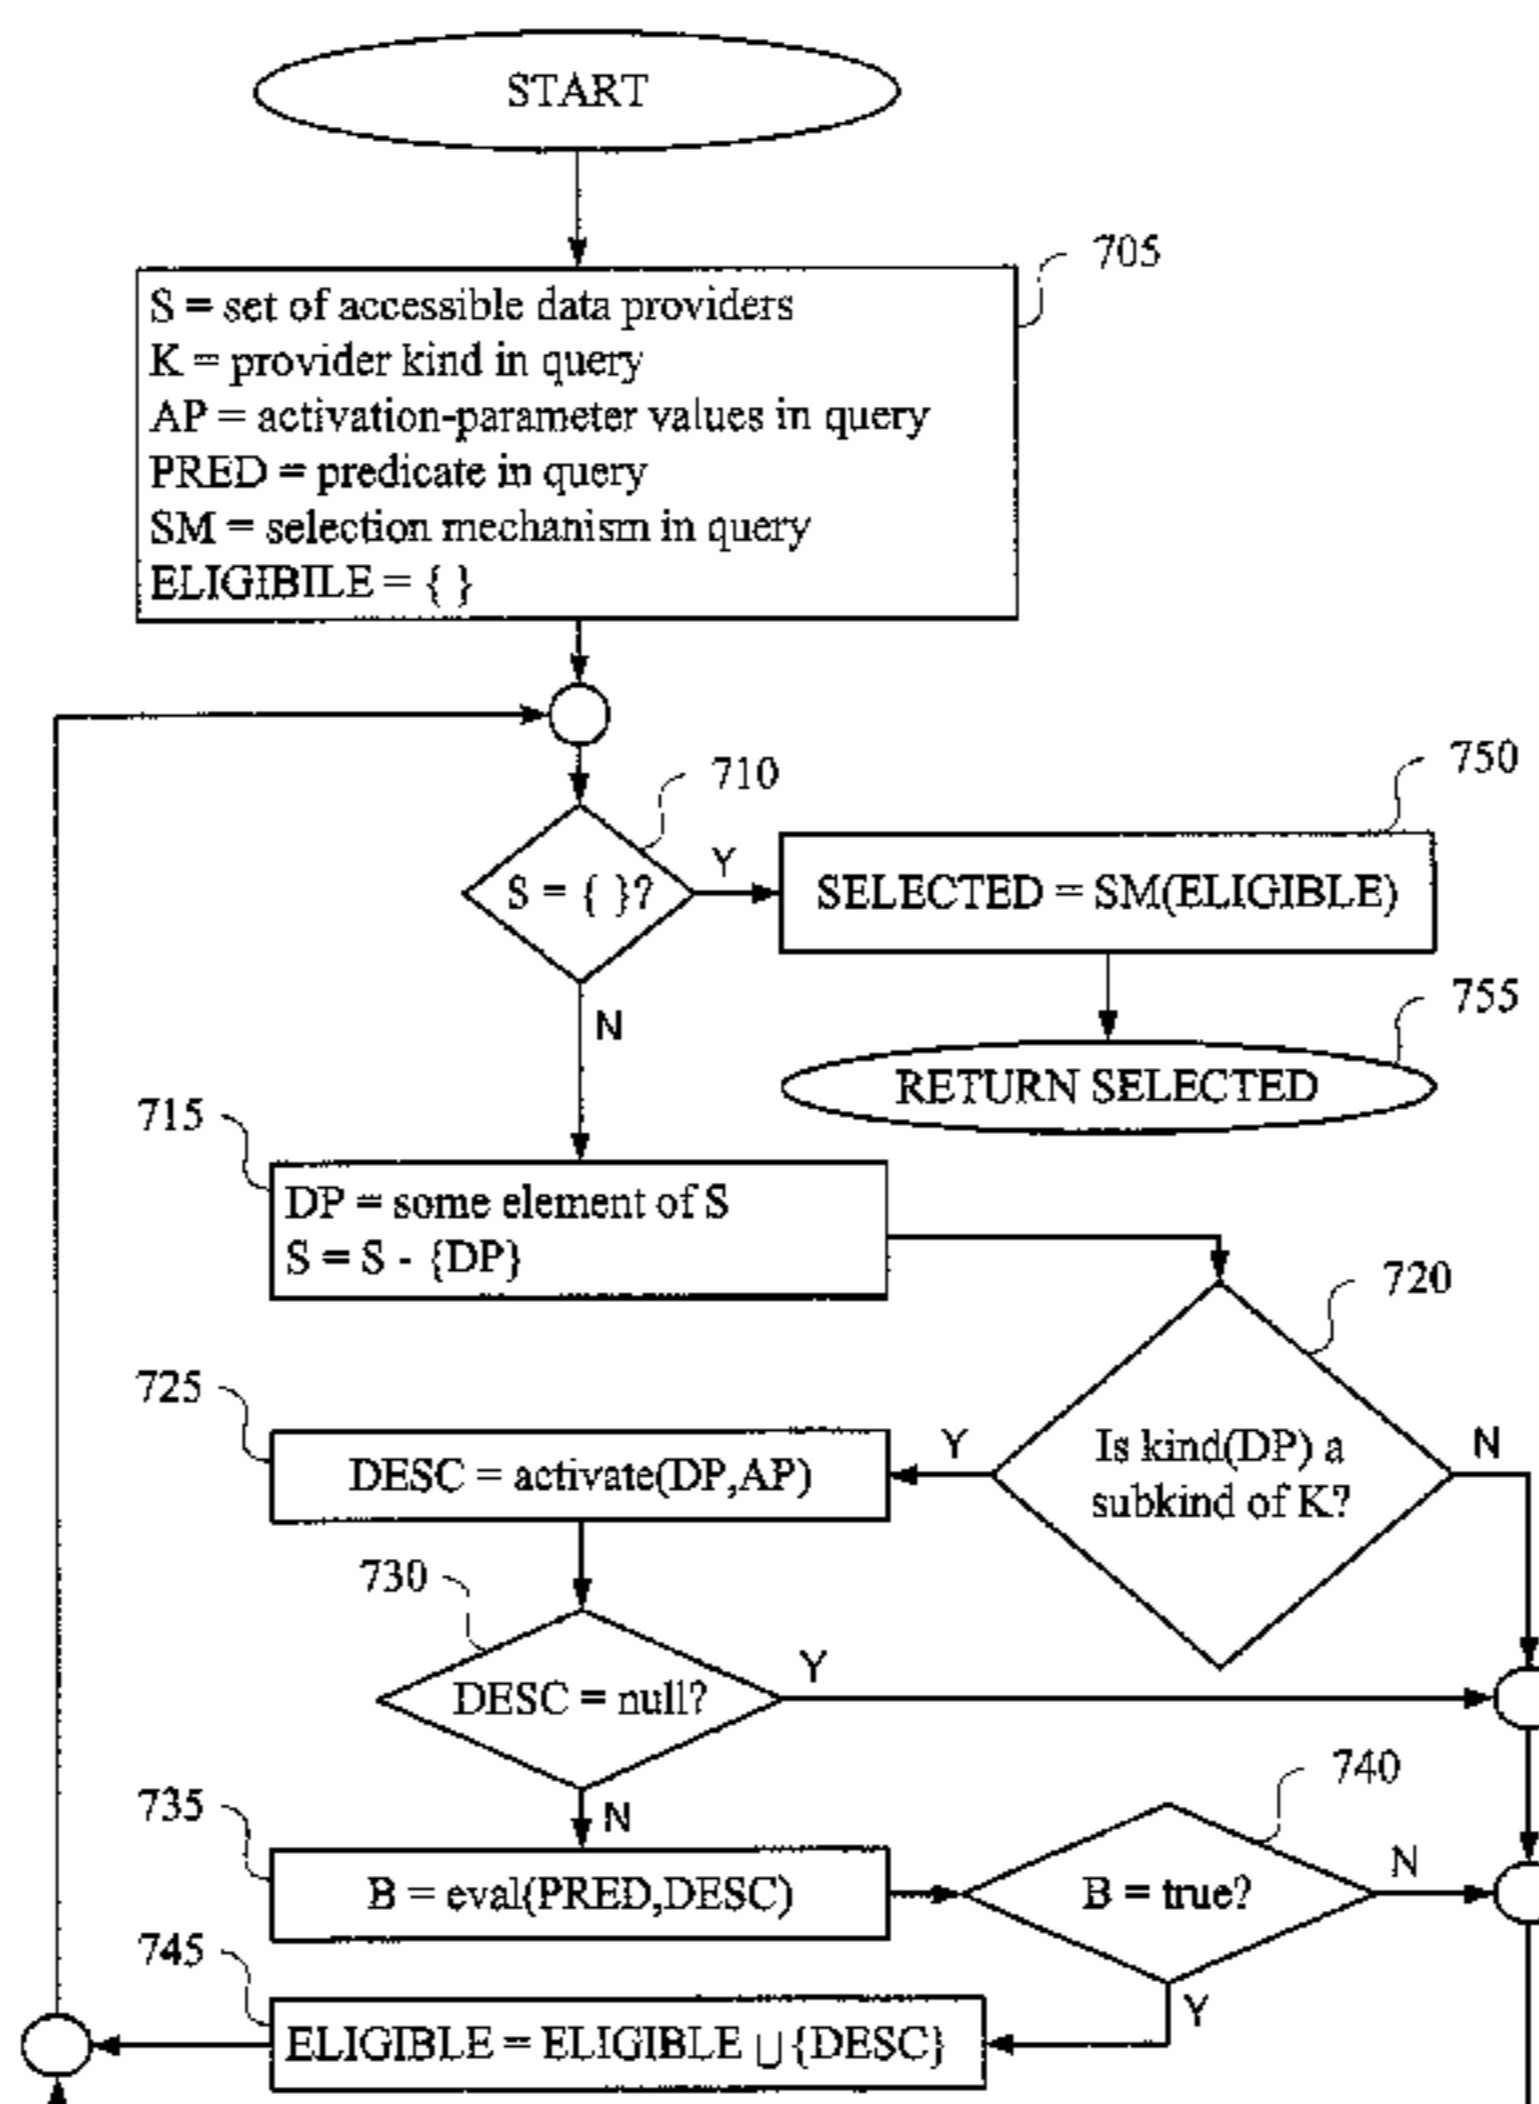 START
705
S = set of accessible data providers
K = provider kind in query
AP = activation-parameter values in query
PRED = predicate in query
SM = selection mechanism in query
ELIGIBILE = { }
710
750
S = { }?
Y
SELECTED = SM(ELIGIBLE)
N
755
RETURN SELECTED
715
DP = some element of S
S = S - {DP}
720
725
DESC = activate(DP,AP)
Y
Is kind(DP) a
subkind of K?
N
730
DESC = null?
Y
N
735
740
B = eval(PRED,DESC)
B = true?
N
745
Y
ELIGIBLE = ELIGIBLE ∪ {DESC}